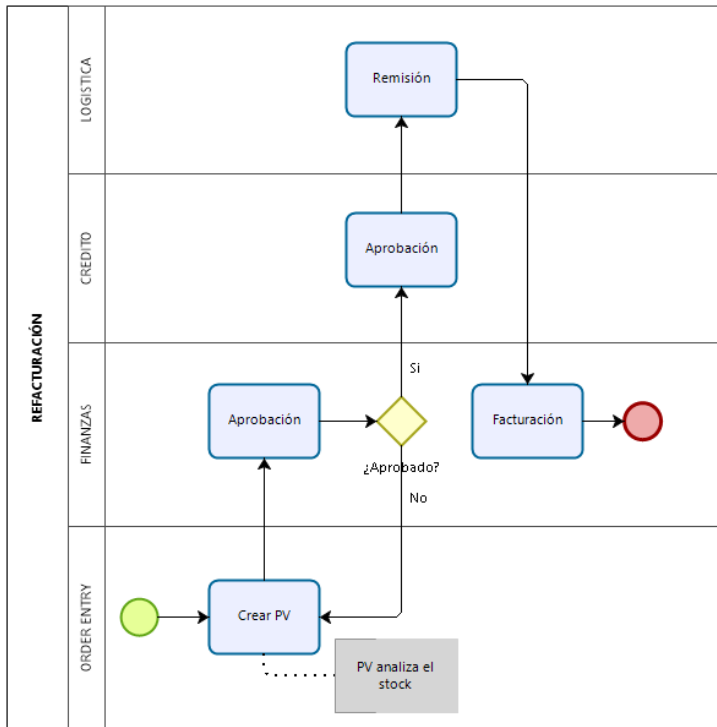 REFACTURACIÓN
LOGISTICA
Remisión
CREDITO
Aprobación
FINANZAS
Si
Aprobación
Facturación
¿Aprobado?
No
ORDER ENTRY
Crear PV
PV analiza el
stock